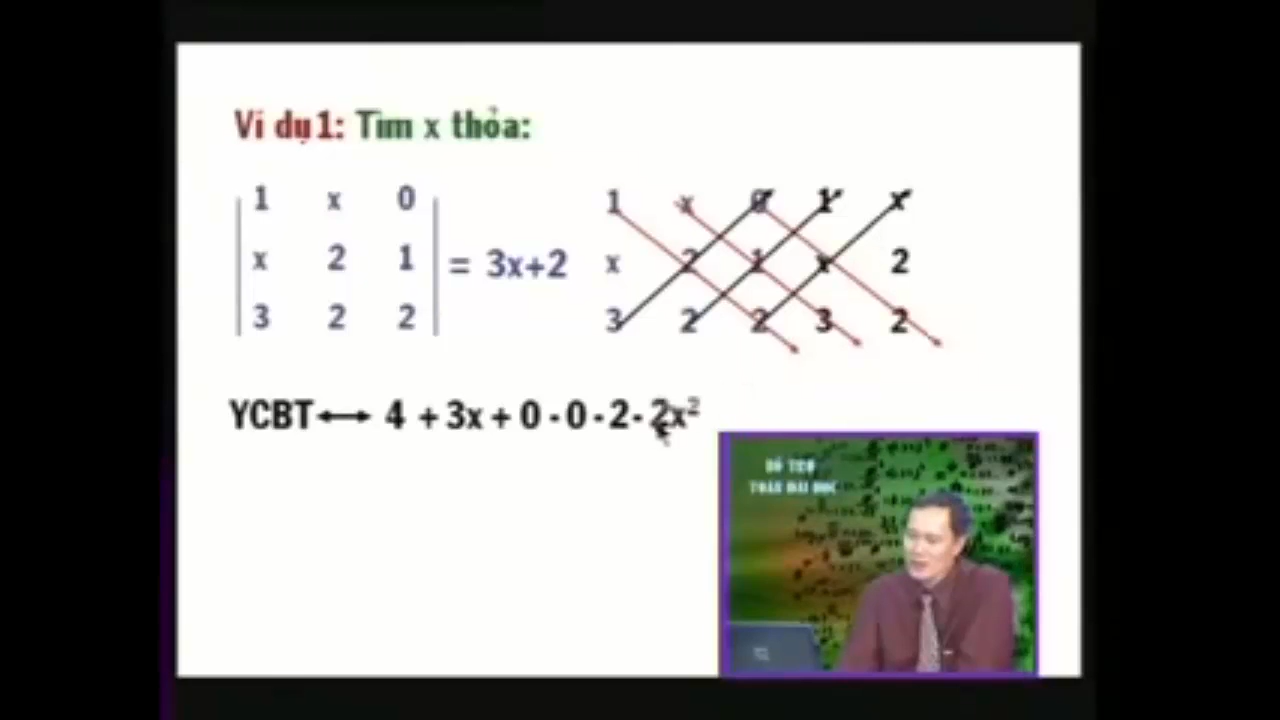 Ví dụ 1: Tìm x thỏa:
1 x 0
x 2 1
3 2 2
= 3x+2
1 x 0 1 x
x 2 1 x 2
3 2 2 3 2
YCBT ⟷ 4 + 3x + 0 - 0 - 2 - 2x²